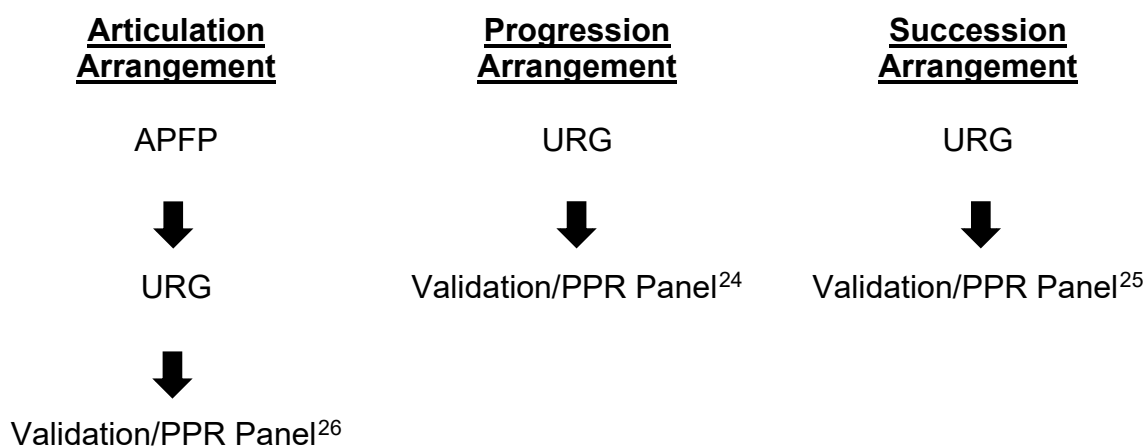 Articulation
Arrangement
APFP
URG
Validation/PPR Panel26
Progression
Arrangement
URG
Validation/PPR Panel24
Succession
Arrangement
URG
Validation/PPR Panel25